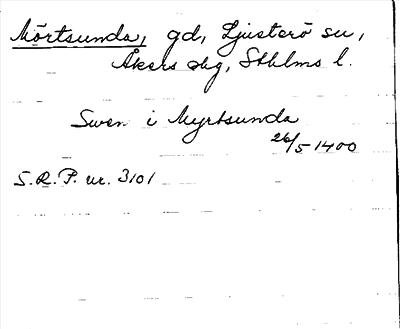 Mörtsunda, gd, Ljusterö sn,
Åkers skg, Sthlms l.
Swen i Myrtsunda
26/5 1400
S.R.P. nr. 3101